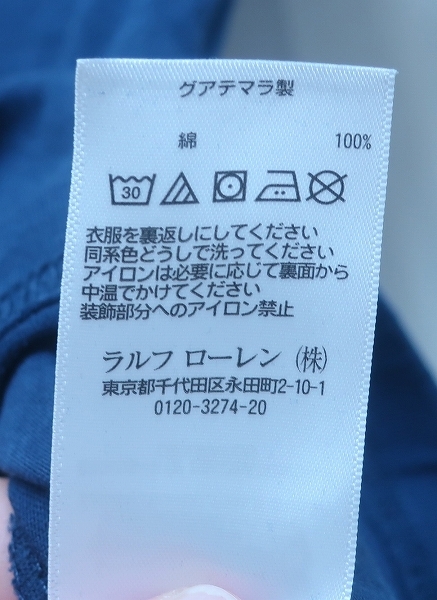 グアテマラ製
綿 100%
30
衣服を裏返しにしてください
同系色どうしで洗ってください
アイロンは必要に応じて裏面から
中温でかけてください
装飾部分へのアイロン禁止
ラルフ ローレン (株)
東京都千代田区永田町2-10-1
0120-3274-20